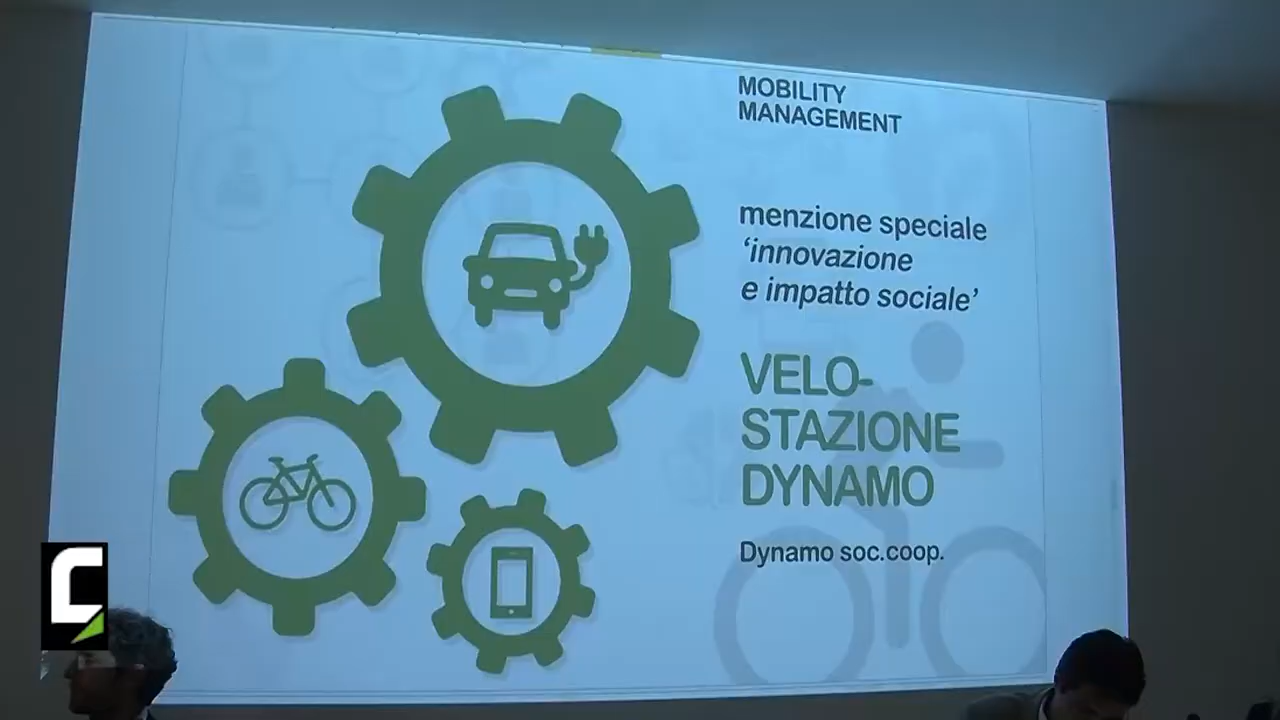 MOBILITY
MANAGEMENT
menzione speciale
‘innovazione
e impatto sociale’
VELO-
STAZIONE
DYNAMO
Dynamo soc.coop.